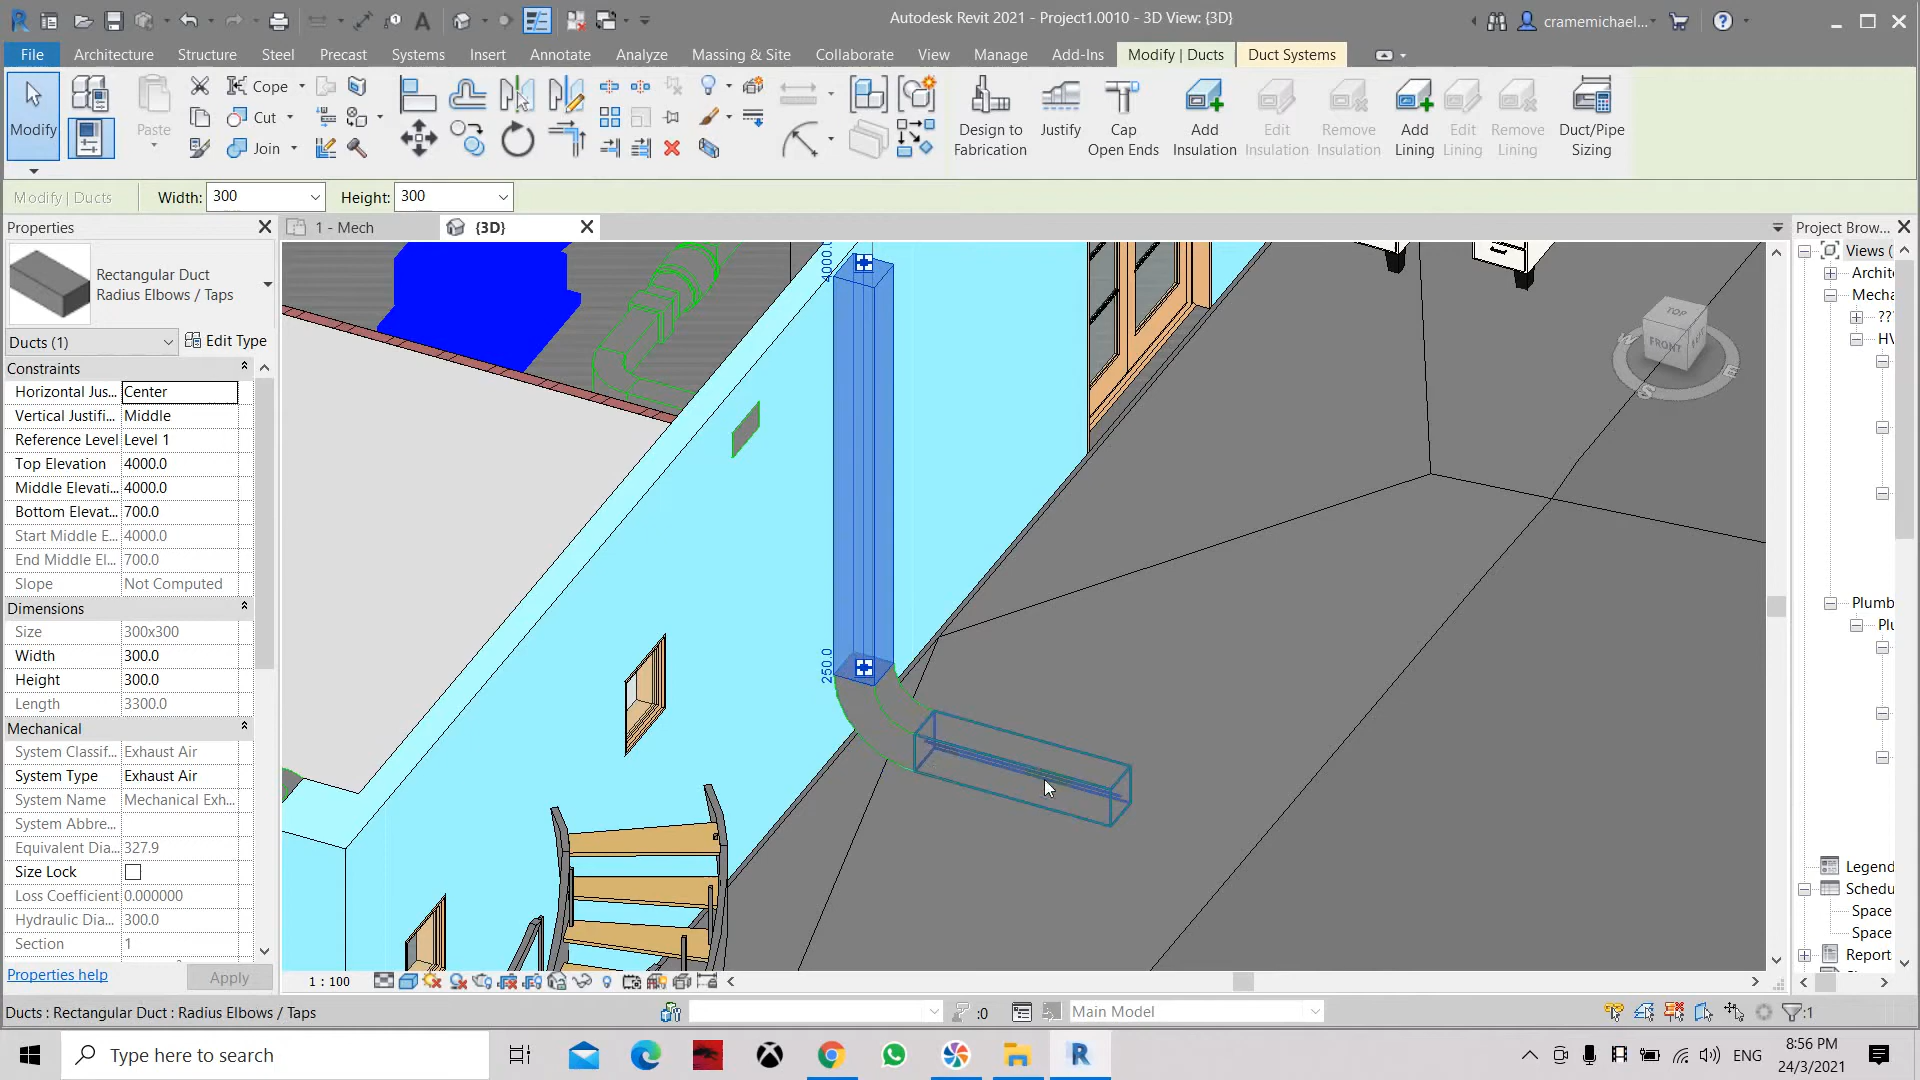 Autodesk Revit 2021 - Project1.0010 - 3D View: {3D}
cramemichael...
File Architecture Structure Steel Precast Systems Insert Annotate Analyze Massing & Site Collaborate View Manage Add-Ins Modify | Ducts Duct Systems
Modify
Paste
Cope
Cut
Join
Design to Fabrication
Justify
Cap Open Ends
Add Insulation
Edit Insulation
Remove Insulation
Add Lining
Edit Lining
Remove Lining
Duct/Pipe Sizing
Modify | Ducts Width: 300 Height: 300
Properties
1 - Mech
{3D}
Project Brow...
Rectangular Duct
Radius Elbows / Taps
Ducts (1)
Edit Type
Constraints
Horizontal Jus... Center
Vertical Justifi... Middle
Reference Level Level 1
Top Elevation 4000.0
Middle Elevati... 4000.0
Bottom Elevat... 700.0
Start Middle E... 4000.0
End Middle El... 700.0
Slope Not Computed
Dimensions
Size 300x300
Width 300.0
Height 300.0
Length 3300.0
Mechanical
System Classif... Exhaust Air
System Type Exhaust Air
System Name Mechanical Exh...
System Abbre...
Equivalent Dia... 327.9
Size Lock
Loss Coefficient 0.000000
Hydraulic Dia... 300.0
Section 1
Properties help
Apply
4000.0
250.0
TOP
FRONT
W
S
E
Views (
Archit
Mecha
??
HV
Plumb
Plu
Legend
Schedu
Space
Space
Report
1 : 100
Ducts : Rectangular Duct : Radius Elbows / Taps
:0
Main Model
:1
Type here to search
ENG
8:56 PM
24/3/2021